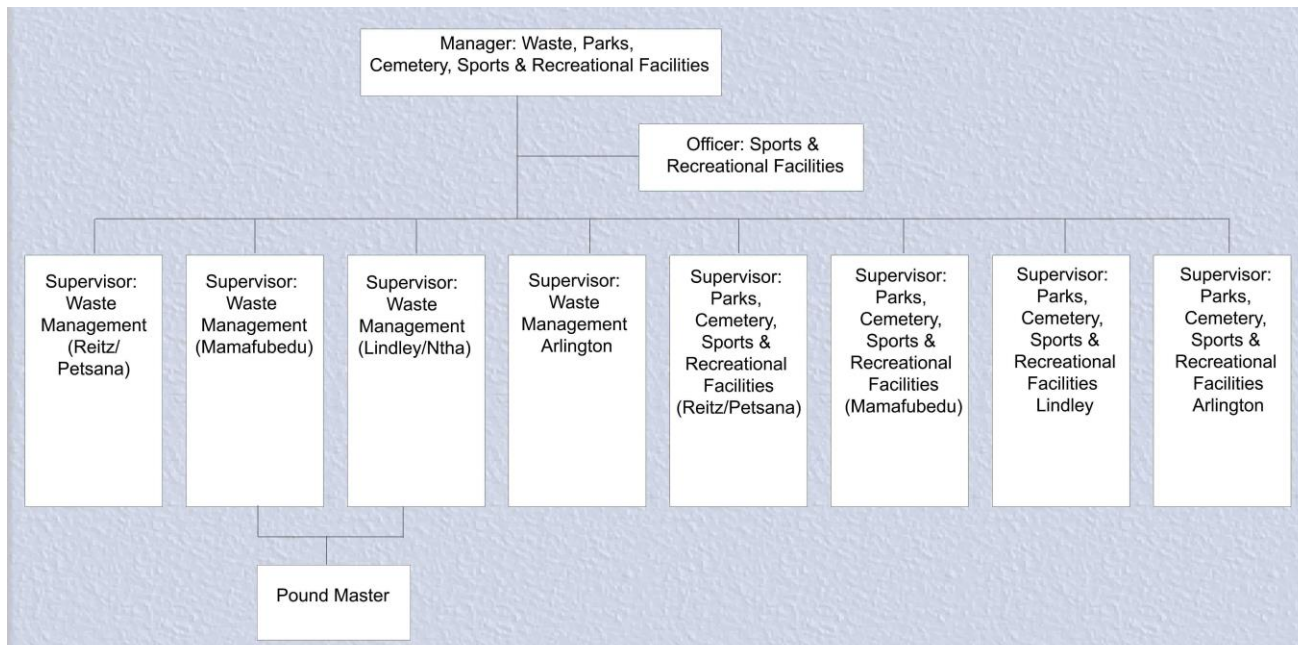 Manager: Waste, Parks,
Cemetery, Sports & Recreational Facilities
Officer: Sports &
Recreational Facilities
Supervisor:
Waste
Management
(Reitz/
Petsana)
Supervisor:
Waste
Management
(Mamafubedu)
Supervisor:
Waste
Management
(Lindley/Ntha)
Supervisor:
Waste
Management
Arlington
Supervisor:
Parks,
Cemetery,
Sports &
Recreational
Facilities
(Reitz/Petsana)
Supervisor:
Parks,
Cemetery,
Sports &
Recreational
Facilities
(Mamafubedu)
Supervisor:
Parks,
Cemetery,
Sports &
Recreational
Facilities
Lindley
Supervisor:
Parks,
Cemetery,
Sports &
Recreational
Facilities
Arlington
Pound Master